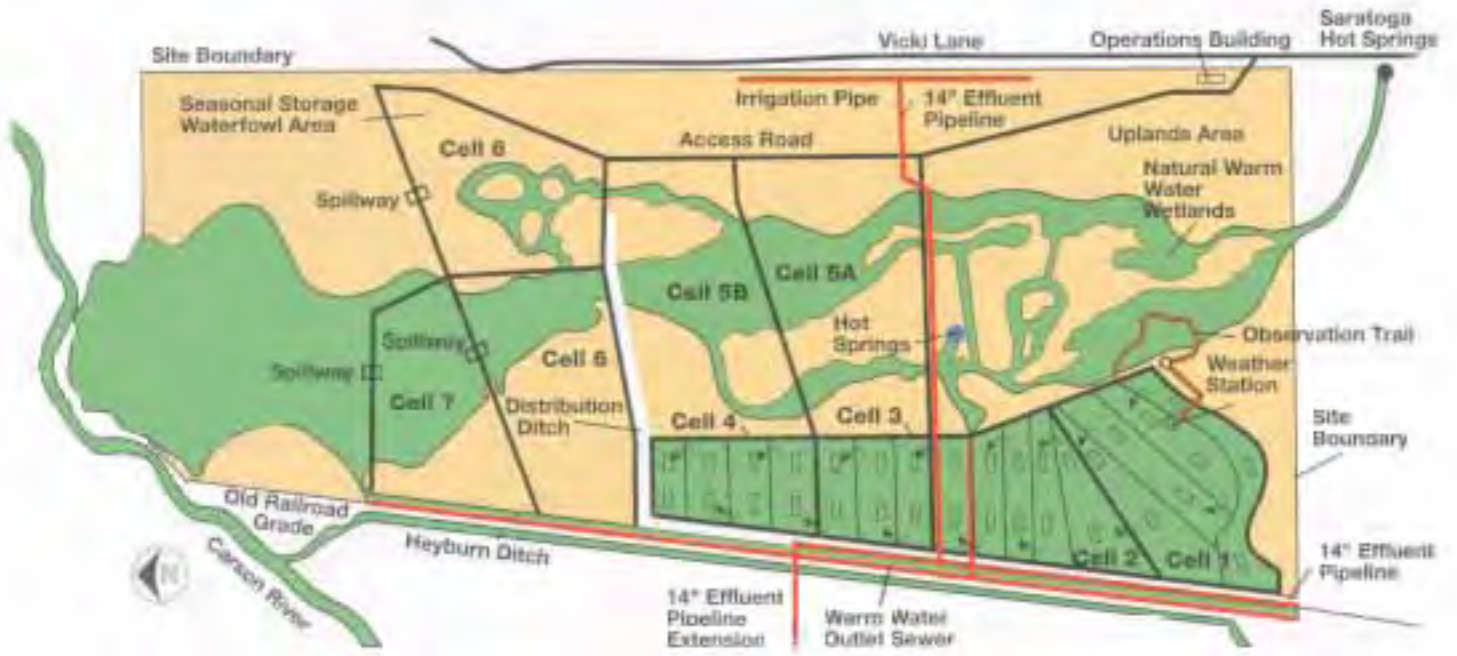 Saratoga
Hot Springs
Vicki Lane
Operations Building
Site Boundary
Seasonal Storage
Waterfowl Area
Irrigation Pipe
14" Effluent
Pipeline
Cell 6
Access Road
Uplands Area
Natural Warm
Water
Wetlands
Spillway
Cell 5B
Cell 5A
Hot
Springs
Observation Trail
Weather
Station
Spillway
Spillway
Cell 6
Cell 7
Distribution
Ditch
Cell 4
Cell 3
Site
Boundary
Old Railroad
Grade
Carson River
Heyburn Ditch
N
Cell 2
Cell 1
14" Effluent
Pipeline
14" Effluent
Pipeline
Extension
Warm Water
Outlet Sewer